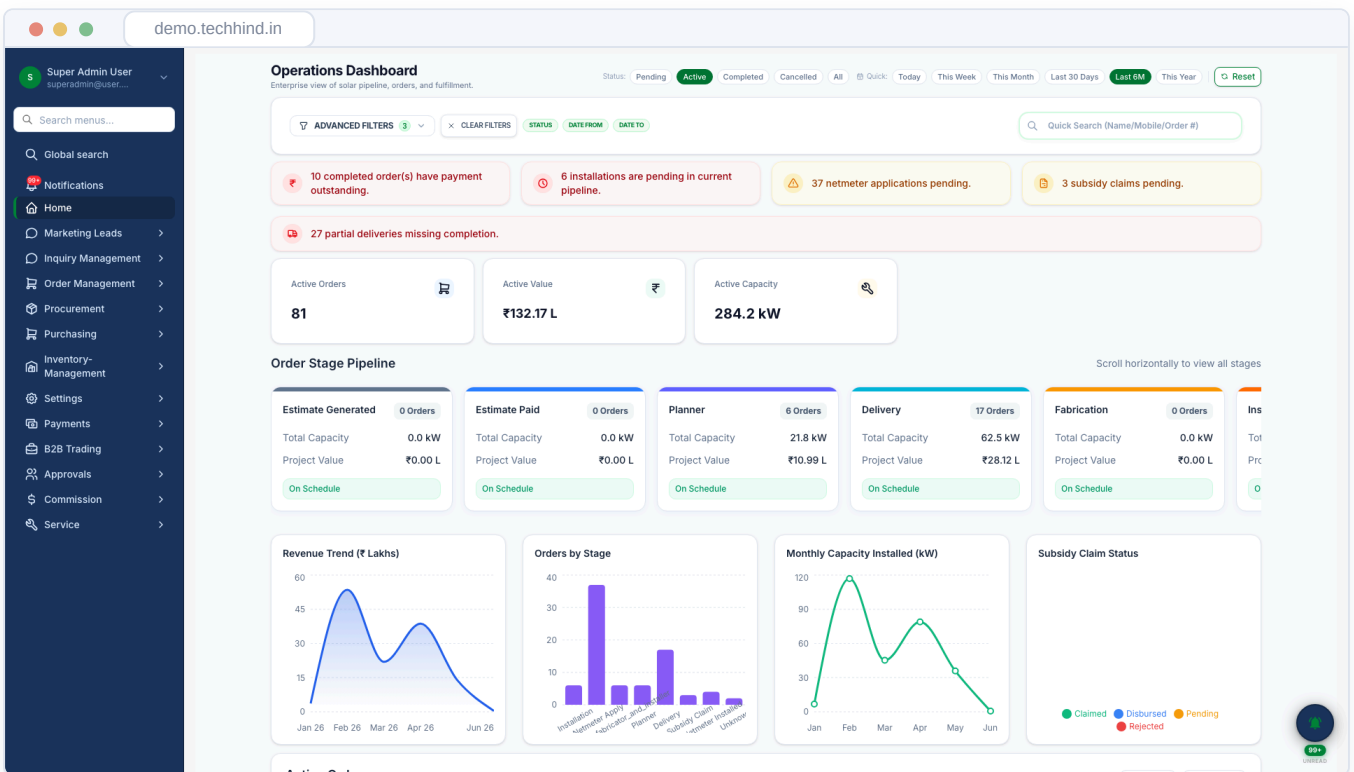 demo.techhind.in
S
Super Admin User
superadmin@user....
Search menus...
Global search
99+
Notifications
Home
Marketing Leads
Inquiry Management
Order Management
Procurement
Purchasing
Inventory-
Management
Settings
Payments
B2B Trading
Approvals
Commission
Service
Operations Dashboard
Enterprise view of solar pipeline, orders, and fulfillment.
Status: Pending Active Completed Cancelled All Quick: Today This Week This Month Last 30 Days Last 6M This Year Reset
ADVANCED FILTERS 3 CLEAR FILTERS STATUS DATE FROM DATE TO
Quick Search (Name/Mobile/Order #)
₹ 10 completed order(s) have payment
outstanding.
6 installations are pending in current
pipeline.
37 netmeter applications pending.
3 subsidy claims pending.
27 partial deliveries missing completion.
Active Orders
81
Active Value ₹
₹132.17 L
Active Capacity
284.2 kW
Order Stage Pipeline
Scroll horizontally to view all stages
Estimate Generated 0 Orders
Total Capacity 0.0 kW
Project Value ₹0.00 L
On Schedule
Estimate Paid 0 Orders
Total Capacity 0.0 kW
Project Value ₹0.00 L
On Schedule
Planner 6 Orders
Total Capacity 21.8 kW
Project Value ₹10.99 L
On Schedule
Delivery 17 Orders
Total Capacity 62.5 kW
Project Value ₹28.12 L
On Schedule
Fabrication 0 Orders
Total Capacity 0.0 kW
Project Value ₹0.00 L
On Schedule
Ins
Revenue Trend (₹ Lakhs)
60
45
30
15
0
Jan 26 Feb 26 Mar 26 Apr 26 Jun 26
Orders by Stage
40
30
20
10
0
Installation
Netmeter Apply
Planner
Delivery
Subsidy Claim
Unknow
Monthly Capacity Installed (kW)
120
90
60
30
0
Jan Feb Mar Apr May Jun
Subsidy Claim Status
Claimed Disbursed Pending
Rejected
99+
UNREAD